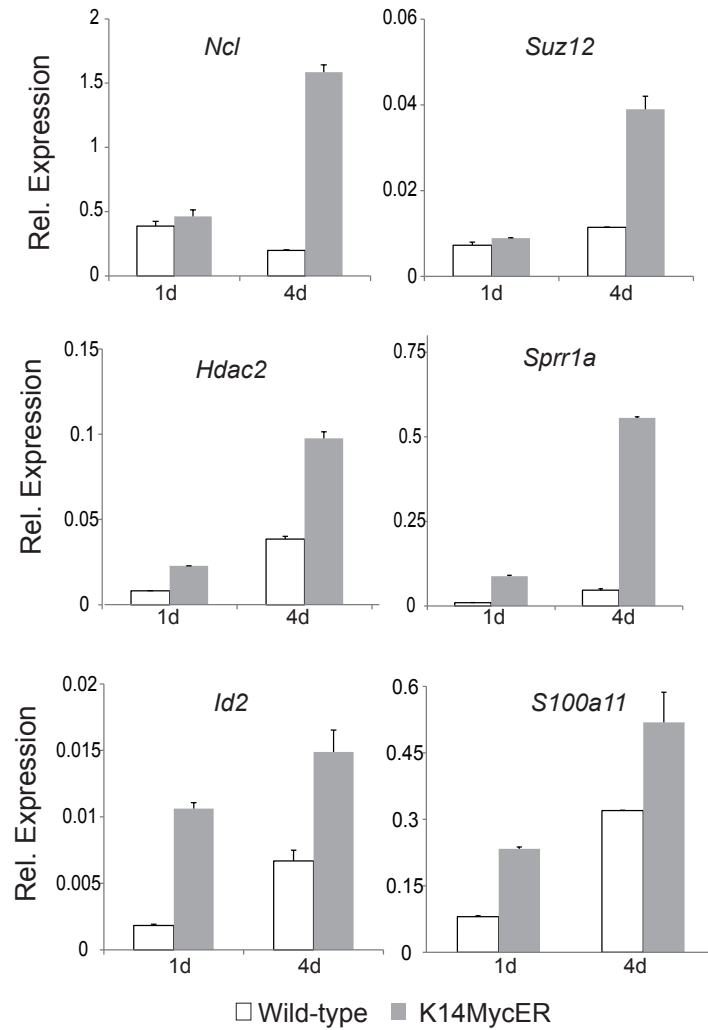 Ncl
Rel. Expression
2
1.5
1
0.5
0
1d
4d
Suz12
0.06
0.04
0.02
0
1d
4d
Hdac2
Rel. Expression
0.15
0.1
0.05
0
1d
4d
Sprr1a
0.75
0.5
0.25
0
1d
4d
Id2
Rel. Expression
0.02
0.015
0.01
0.005
0
1d
4d
S100a11
0.6
0.45
0.3
0.15
0
1d
4d
Wild-type K14MycER